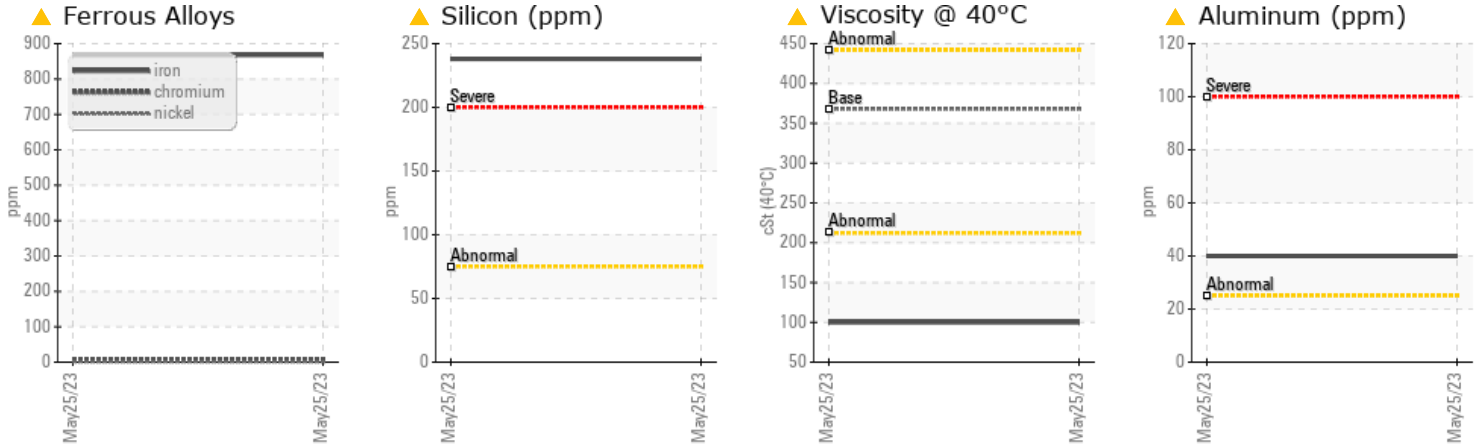 Ferrous Alloys
900
800
700
600
500
400
300
200
100
0
ppm
iron
chromium
nickel
May25/23
May25/23
Silicon (ppm)
250
200
150
100
50
0
ppm
Severe
Abnormal
May25/23
May25/23
Viscosity @ 40°C
450
400
350
300
250
200
150
100
50
cSt (40°C)
Abnormal
Base
Abnormal
May25/23
May25/23
Aluminum (ppm)
120
100
80
60
40
20
0
ppm
Severe
Abnormal
May25/23
May25/23